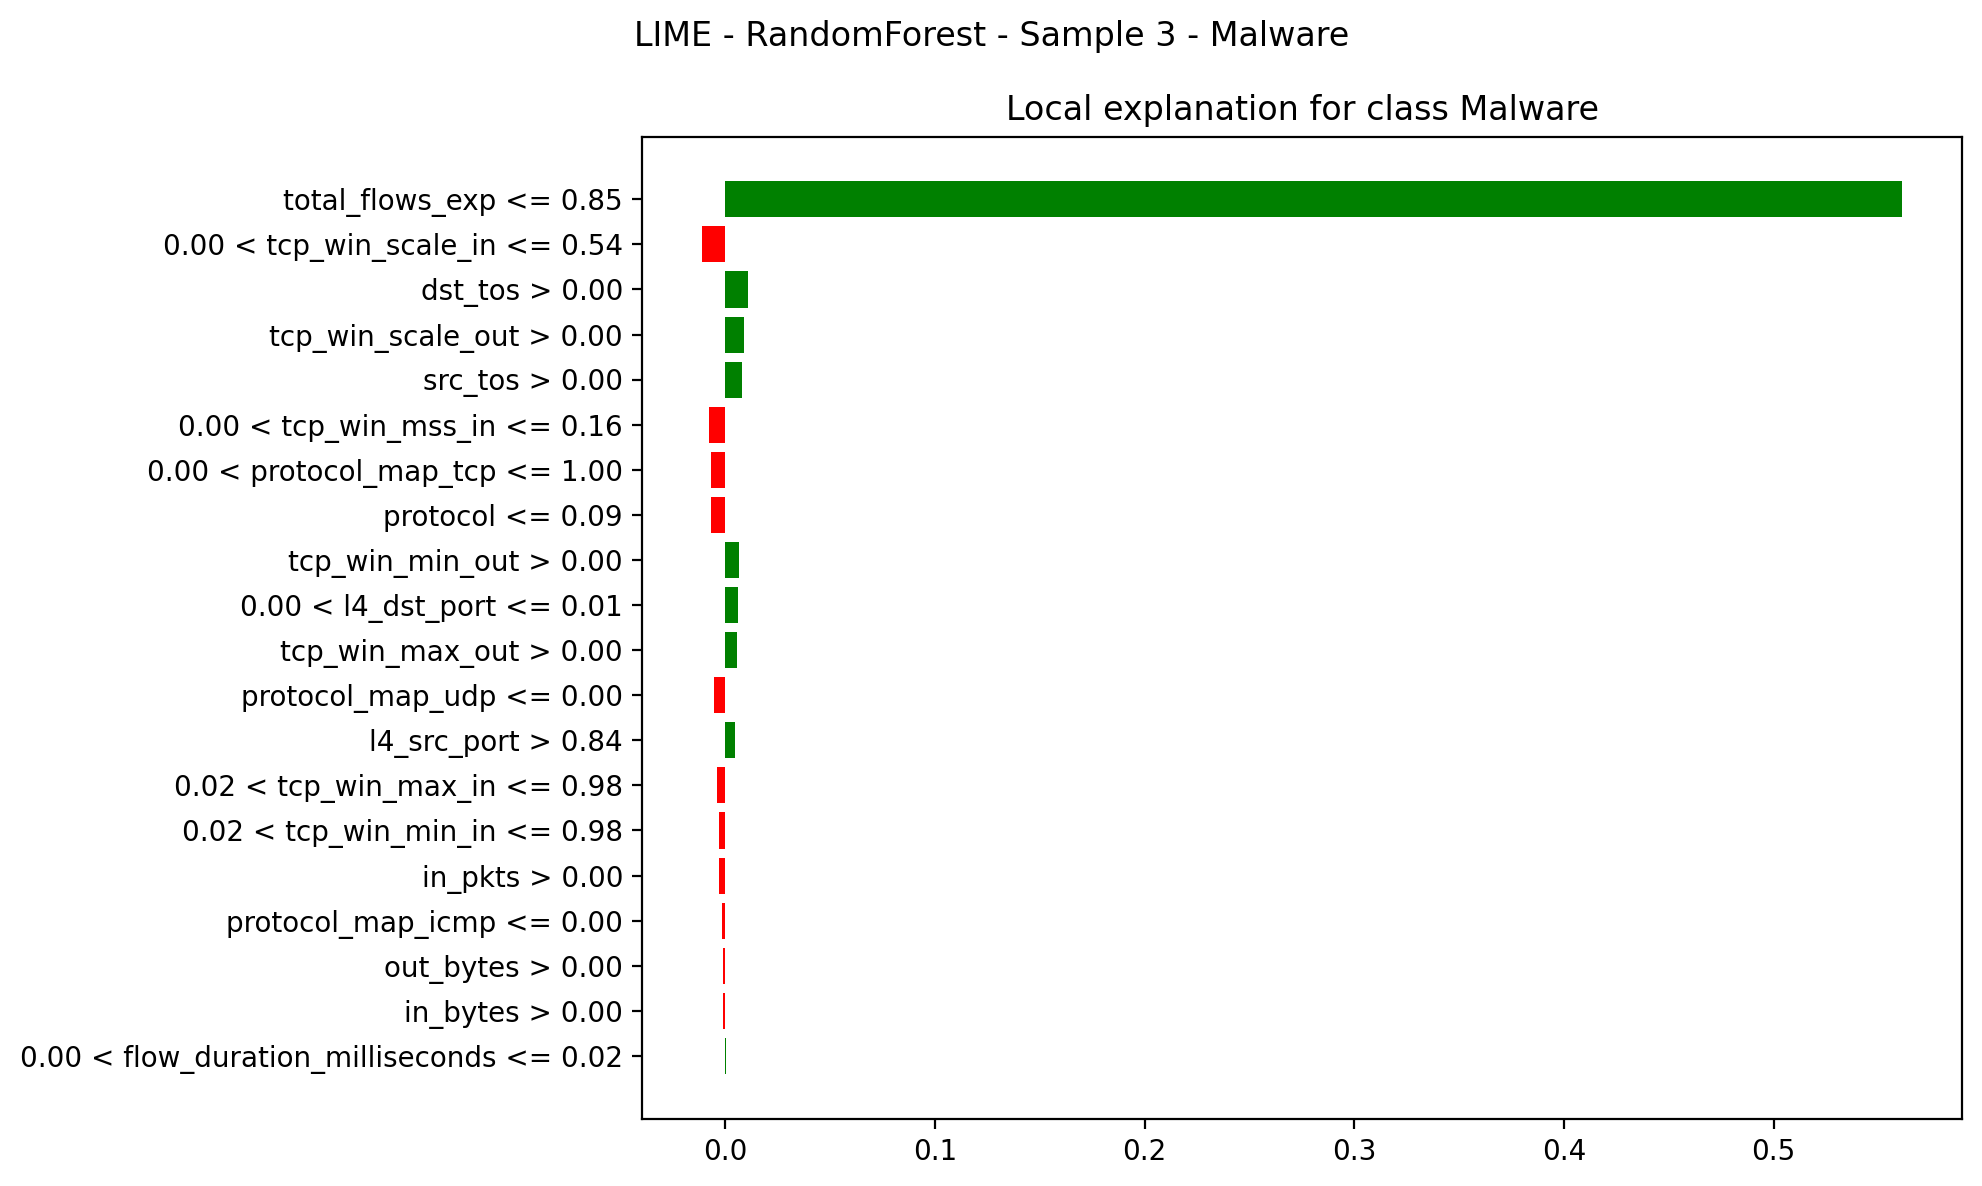 LIME - RandomForest - Sample 3 - Malware
Local explanation for class Malware
total_flows_exp <= 0.85
0.00 < tcp_win_scale_in <= 0.54
dst_tos > 0.00
tcp_win_scale_out > 0.00
src_tos > 0.00
0.00 < tcp_win_mss_in <= 0.16
0.00 < protocol_map_tcp <= 1.00
protocol <= 0.09
tcp_win_min_out > 0.00
0.00 < l4_dst_port <= 0.01
tcp_win_max_out > 0.00
protocol_map_udp <= 0.00
l4_src_port > 0.84
0.02 < tcp_win_max_in <= 0.98
0.02 < tcp_win_min_in <= 0.98
in_pkts > 0.00
protocol_map_icmp <= 0.00
out_bytes > 0.00
in_bytes > 0.00
0.00 < flow_duration_milliseconds <= 0.02
0.0 0.1 0.2 0.3 0.4 0.5